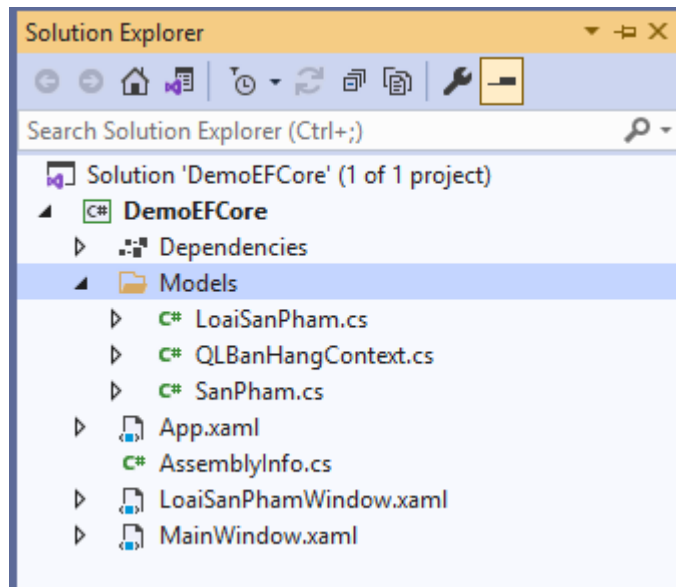 Solution Explorer
Search Solution Explorer (Ctrl+;)
Solution 'DemoEFCore' (1 of 1 project)
C# DemoEFCore
Dependencies
Models
C# LoaiSanPham.cs
C# QLBanHangContext.cs
C# SanPham.cs
App.xaml
C# AssemblyInfo.cs
LoaiSanPhamWindow.xaml
MainWindow.xaml